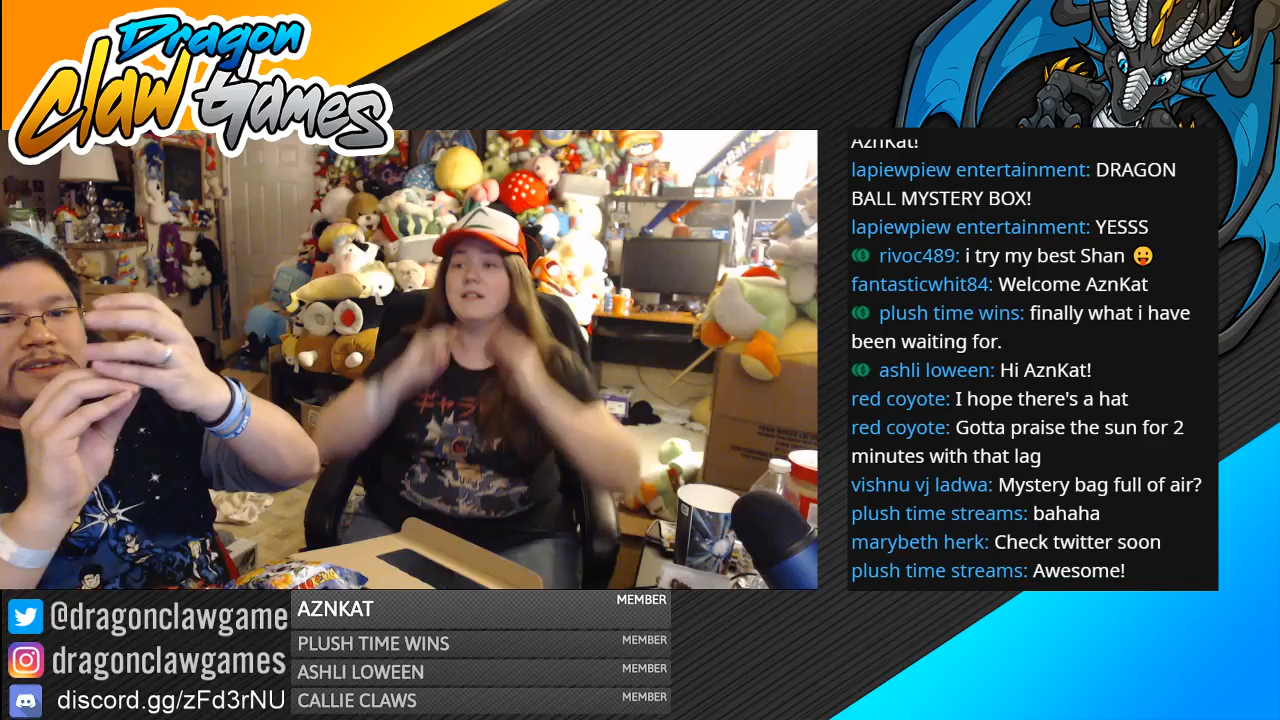 Dragon
Claw Games
AznKat!
lapiewpiew entertainment: DRAGON
BALL MYSTERY BOX!
lapiewpiew entertainment: YESSS
rivoc489: i try my best Shan 😛
fantasticwhit84: Welcome AznKat
plush time wins: finally what i have
been waiting for.
ashli loween: Hi AznKat!
red coyote: I hope there's a hat
red coyote: Gotta praise the sun for 2
minutes with that lag
vishnu vj ladwa: Mystery bag full of air?
plush time streams: bahaha
marybeth herk: Check twitter soon
plush time streams: Awesome!
@dragonclawgame
dragonclawgames
discord.gg/zFd3rNU
AZNKAT MEMBER
PLUSH TIME WINS MEMBER
ASHLI LOWEEN MEMBER
CALLIE CLAWS MEMBER